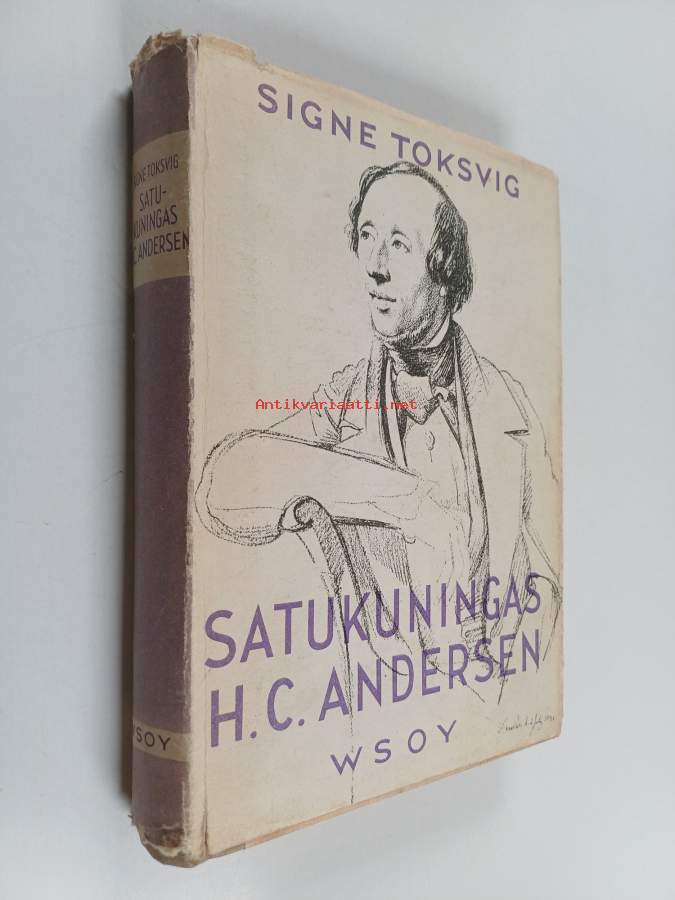 SIGNE TOKSVIG
SATUKUNINGAS
H.C. ANDERSEN
WSOY
SIGNE TOKSVIG
SATU-
KUNINGAS
H.C. ANDERSEN
WSOY
Antikvariaatti.net